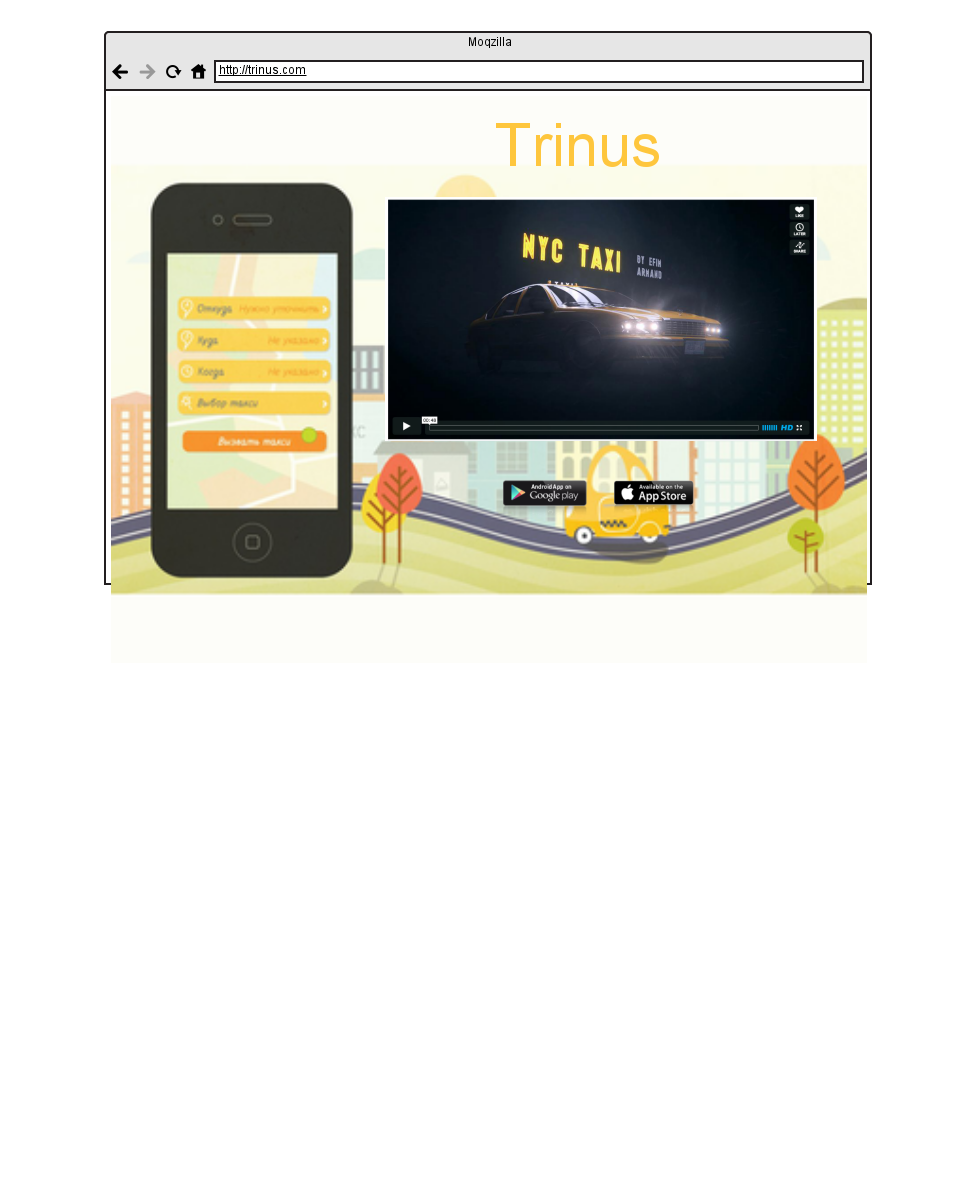 Moqzilla
http://trinus.com
Trinus
Откуда Нужно уточнить
Куда Не указано
Когда Не указано
Выбор такси
Вызвать такси
NYC TAXI
BY EFIM
ARMAND
LIKE
LATER
SHARE
00:48
HD
Android App on
Google play
Available on the
App Store